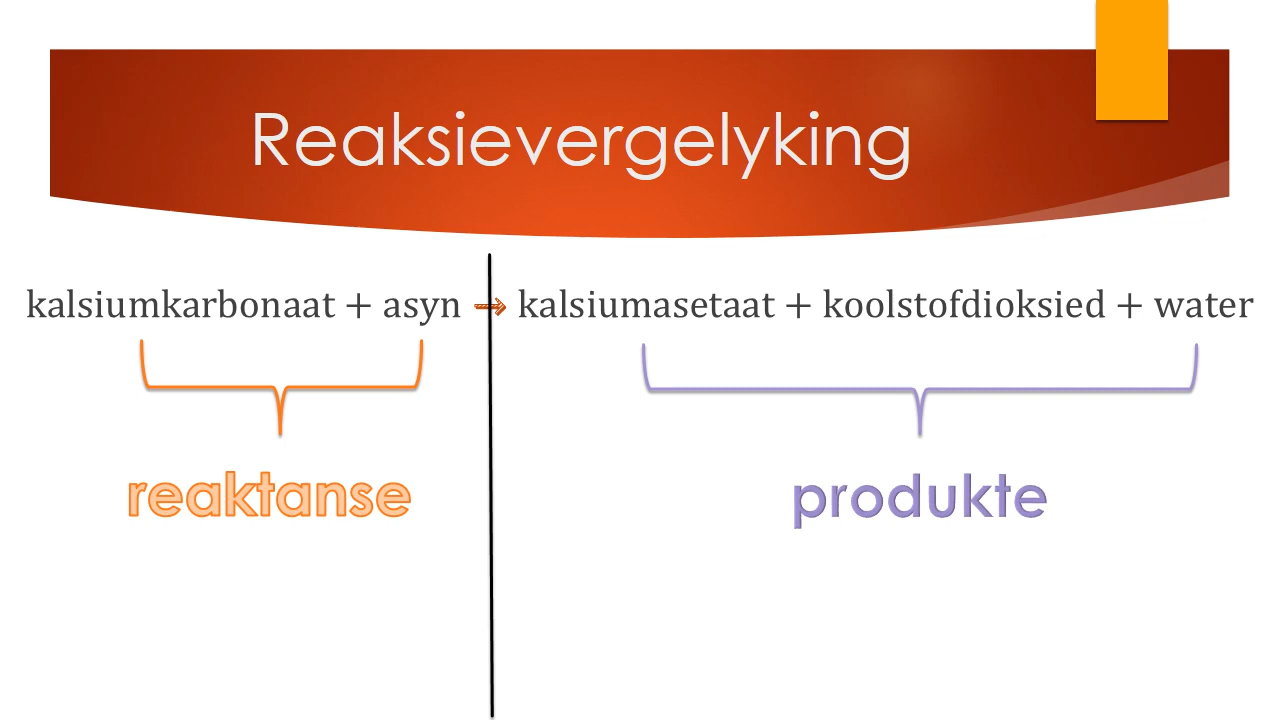 Reaksievergelyking
kalsiumkarbonaat + asyn → kalsiumasetaat + koolstofdioksied + water
reaktanse
produkte